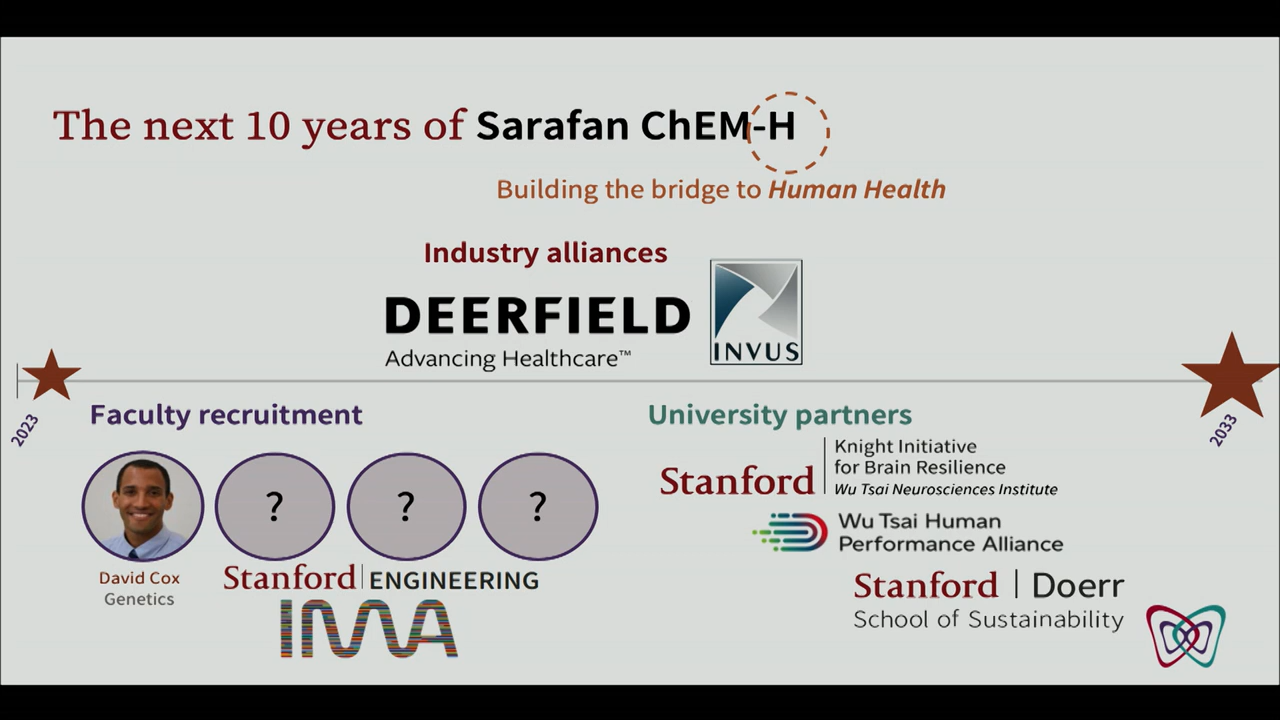 The next 10 years of Sarafan ChEM-H
Building the bridge to Human Health
Industry alliances
DEERFIELD
Advancing Healthcare™
INVUS
2023
2033
Faculty recruitment
? ? ?
David Cox
Genetics
Stanford | ENGINEERING
IMA
University partners
Stanford
Knight Initiative
for Brain Resilience
Wu Tsai Neurosciences Institute
Wu Tsai Human
Performance Alliance
Stanford | Doerr
School of Sustainability